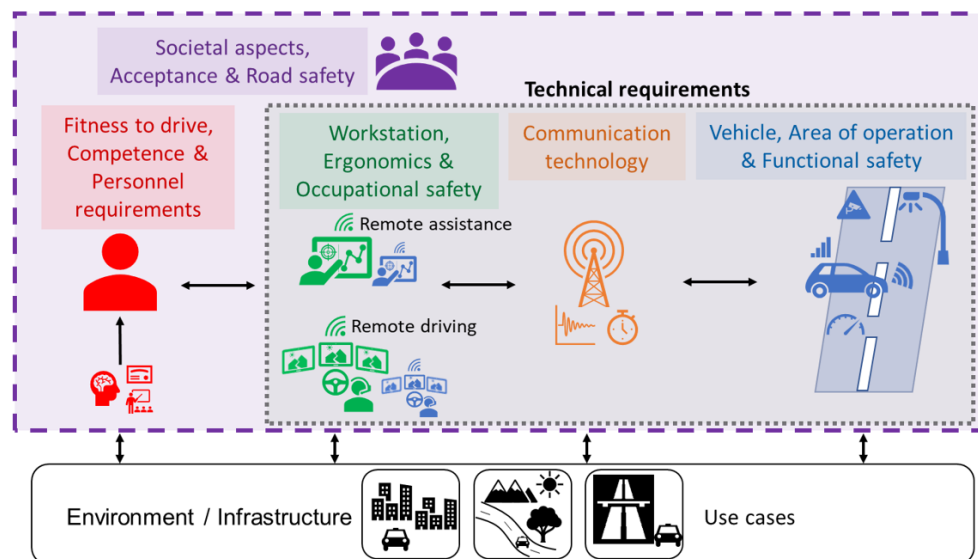 Societal aspects,
Acceptance & Road safety
Technical requirements
Fitness to drive,
Competence &
Personnel
requirements
Workstation,
Ergonomics &
Occupational safety
Communication
technology
Vehicle, Area of operation
& Functional safety
Remote assistance
Remote driving
Environment / Infrastructure
Use cases